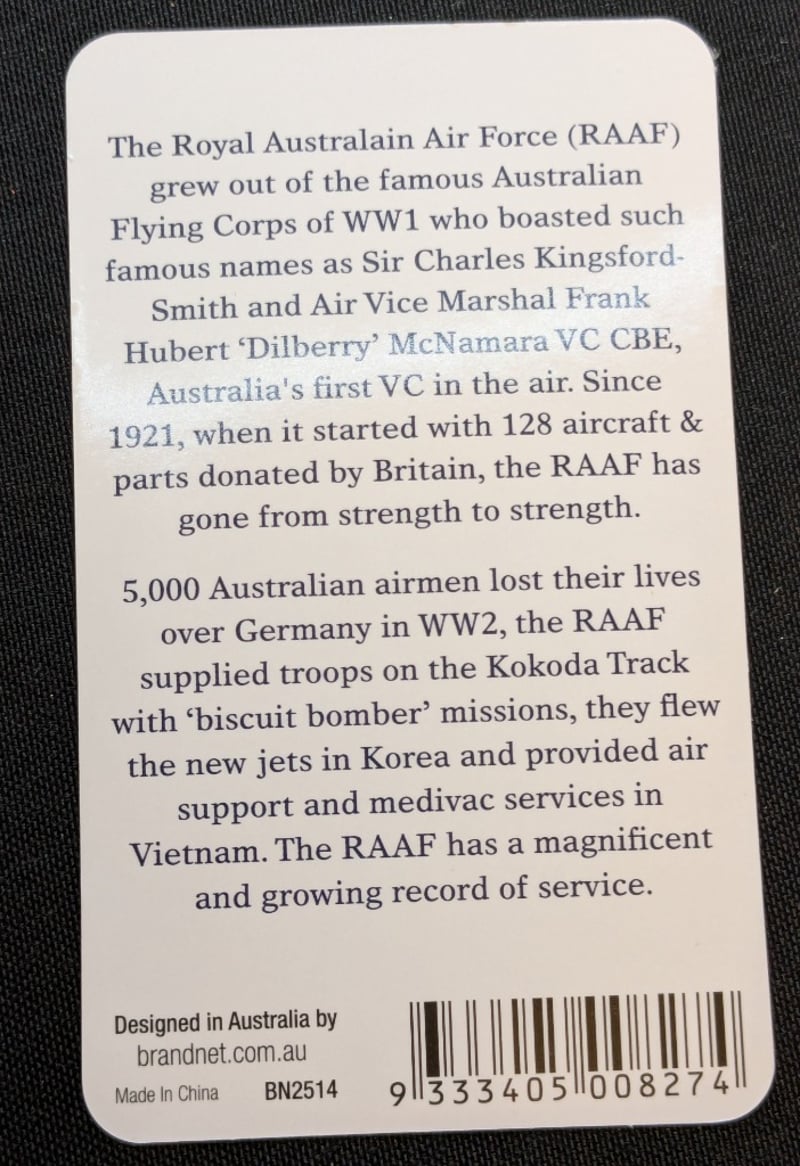 The Royal Australain Air Force (RAAF)
grew out of the famous Australian
Flying Corps of WW1 who boasted such
famous names as Sir Charles Kingsford-
Smith and Air Vice Marshal Frank
Hubert ‘Dilberry’ McNamara VC CBE,
Australia's first VC in the air. Since
1921, when it started with 128 aircraft &
parts donated by Britain, the RAAF has
gone from strength to strength.
5,000 Australian airmen lost their lives
over Germany in WW2, the RAAF
supplied troops on the Kokoda Track
with ‘biscuit bomber’ missions, they flew
the new jets in Korea and provided air
support and medivac services in
Vietnam. The RAAF has a magnificent
and growing record of service.
Designed in Australia by
brandnet.com.au
Made In China BN2514
9 333405 008274